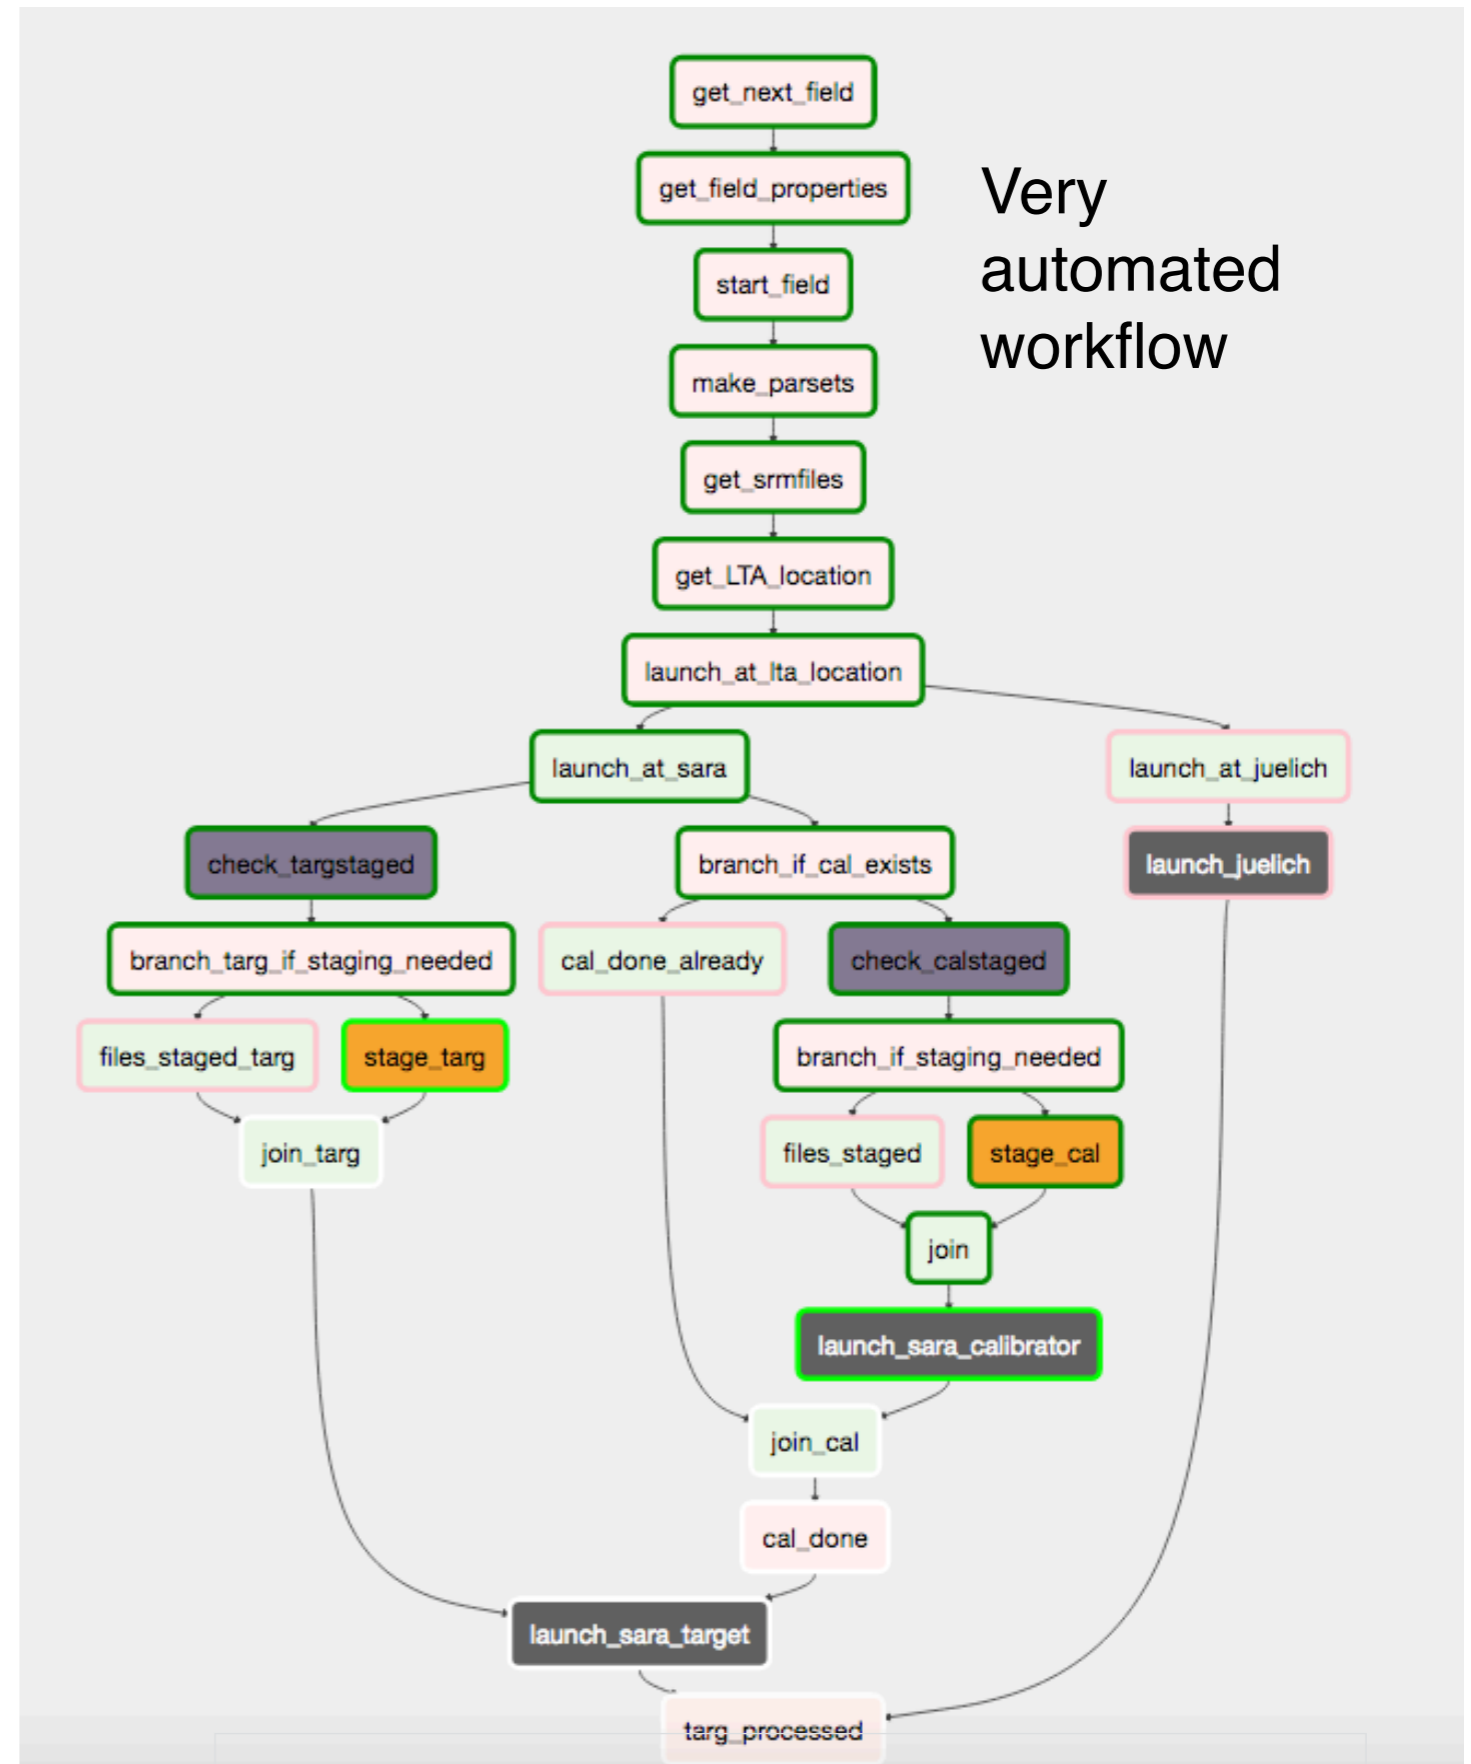 get_next_field
get_field_properties
Very
automated
workflow
start_field
make_parsets
get_srmfiles
get_LTA_location
launch_at_lta_location
launch_at_sara
launch_at_juelich
check_targstaged
branch_if_cal_exists
launch_juelich
branch_targ_if_staging_needed
cal_done_already
check_calstaged
files_staged_targ
stage_targ
branch_if_staging_needed
join_targ
files_staged
stage_cal
join
launch_sara_calibrator
join_cal
cal_done
launch_sara_target
targ_processed